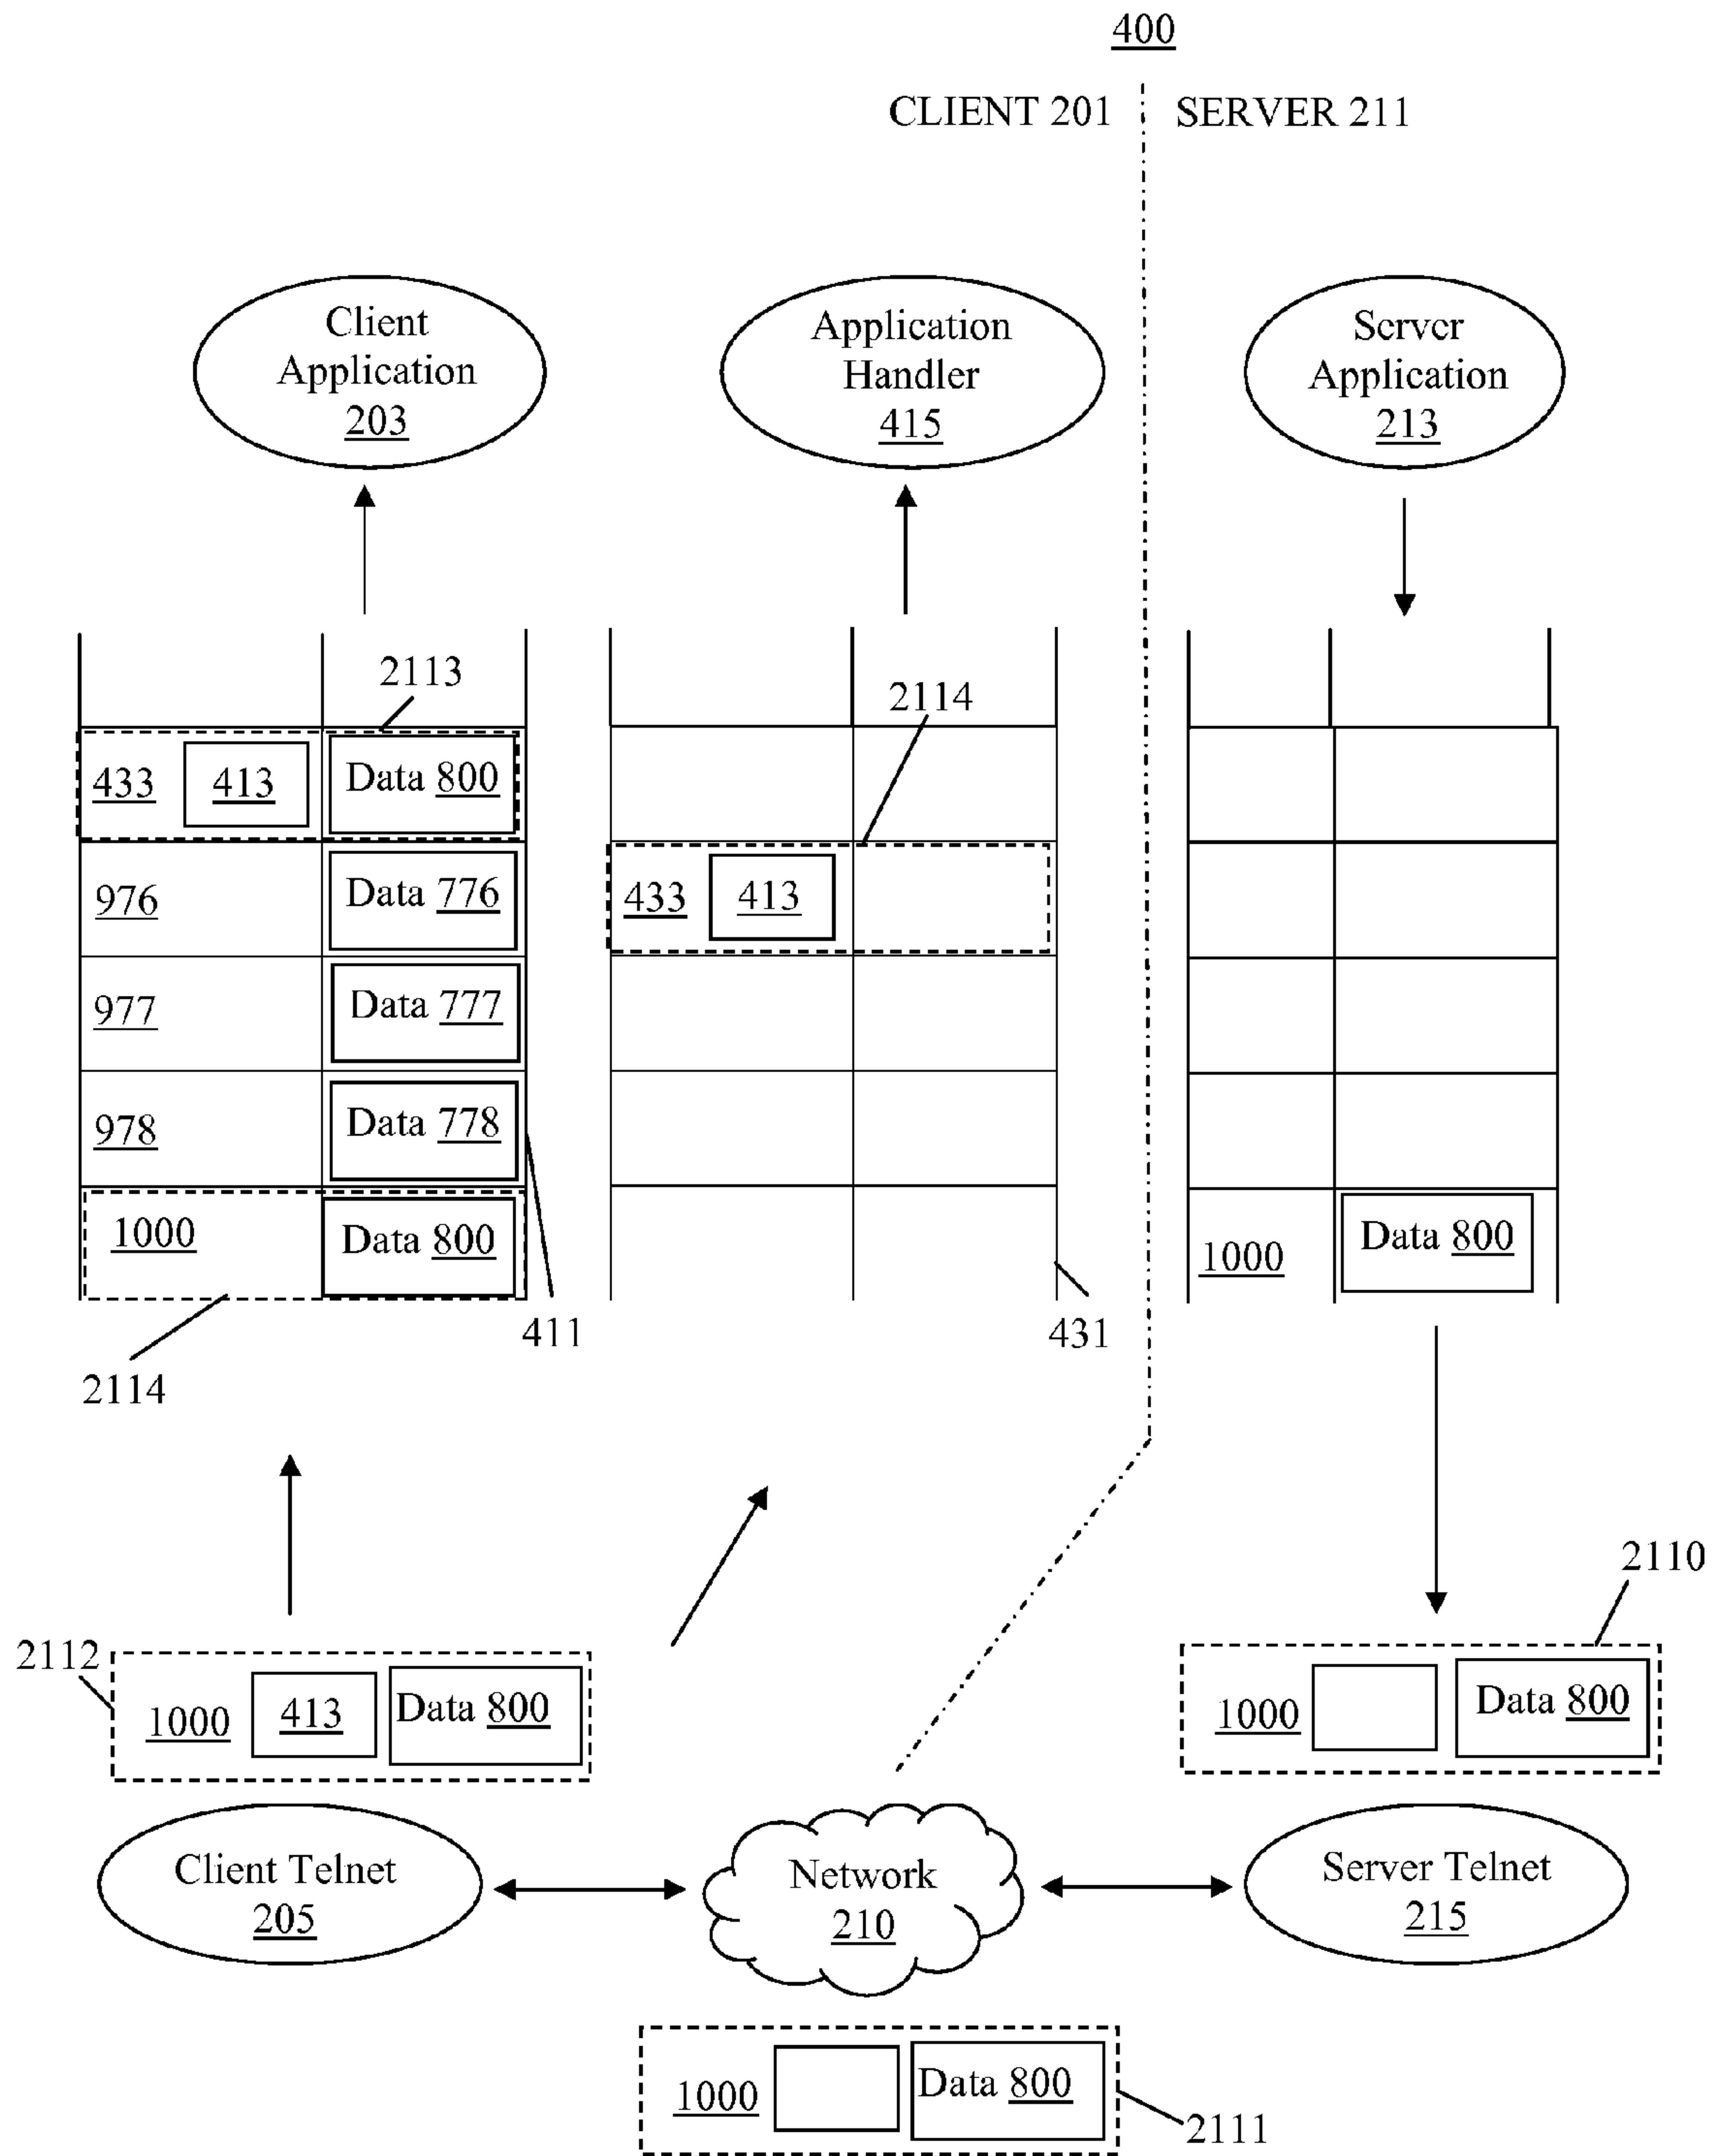 400
CLIENT 201
SERVER 211
Client
Application
203
Application
Handler
415
Server
Application
213
2113
2114
433
413
Data 800
976
Data 776
433
413
977
Data 777
978
Data 778
1000
Data 800
1000
Data 800
411
431
2114
2110
2112
1000
413
Data 800
1000
Data 800
Client Telnet
205
Network
210
Server Telnet
215
1000
Data 800
2111